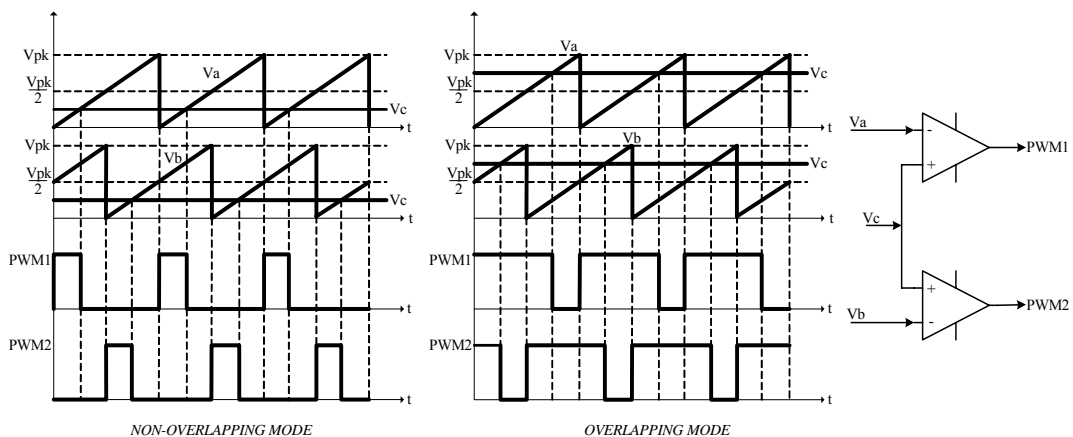 Vpk
Va
Vpk
2
Vc
t
Vpk
Vb
Vpk
2
Vc
t
PWM1
t
PWM2
t
NON-OVERLAPPING MODE
Vpk
Va
Vc
Vpk
2
t
Vpk
Vb
Vc
Vpk
2
t
PWM1
t
PWM2
t
OVERLAPPING MODE
Va
-
+
PWM1
Vc
+
-
Vb
PWM2